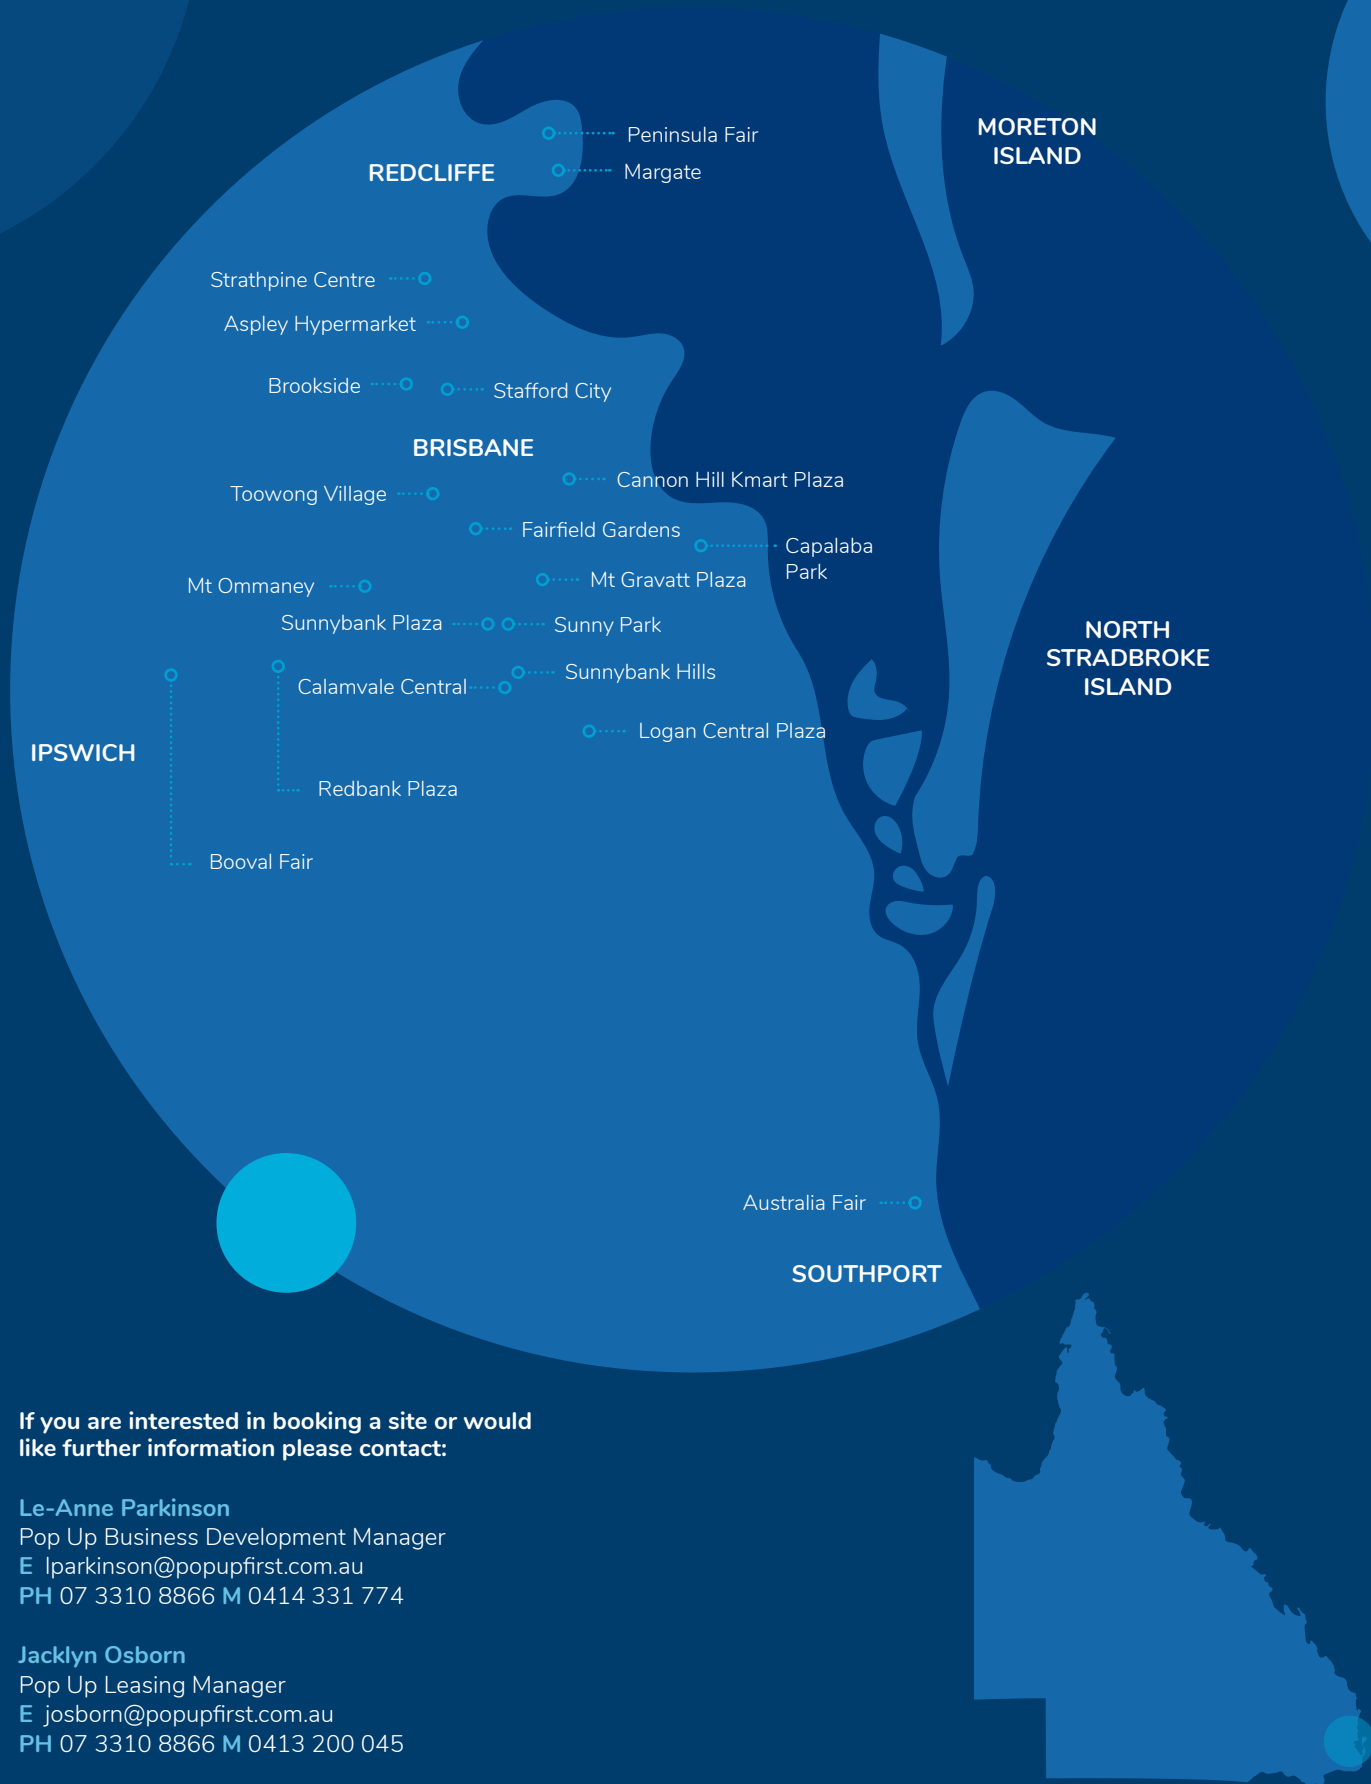 Peninsula Fair
MORETON
ISLAND
REDCLIFFE
Margate
Strathpine Centre
Aspley Hypermarket
Brookside
Stafford City
BRISBANE
Cannon Hill Kmart Plaza
Toowong Village
Fairfield Gardens
Capalaba
Park
Mt Ommaney
Mt Gravatt Plaza
Sunnybank Plaza
Sunny Park
NORTH
STRADBROKE
ISLAND
Sunnybank Hills
Calamvale Central
Logan Central Plaza
IPSWICH
Redbank Plaza
Booval Fair
Australia Fair
SOUTHPORT
If you are interested in booking a site or would
like further information please contact:
Le-Anne Parkinson
Pop Up Business Development Manager
E lparkinson@popupfirst.com.au
PH 07 3310 8866 M 0414 331 774
Jacklyn Osborn
Pop Up Leasing Manager
E josborn@popupfirst.com.au
PH 07 3310 8866 M 0413 200 045